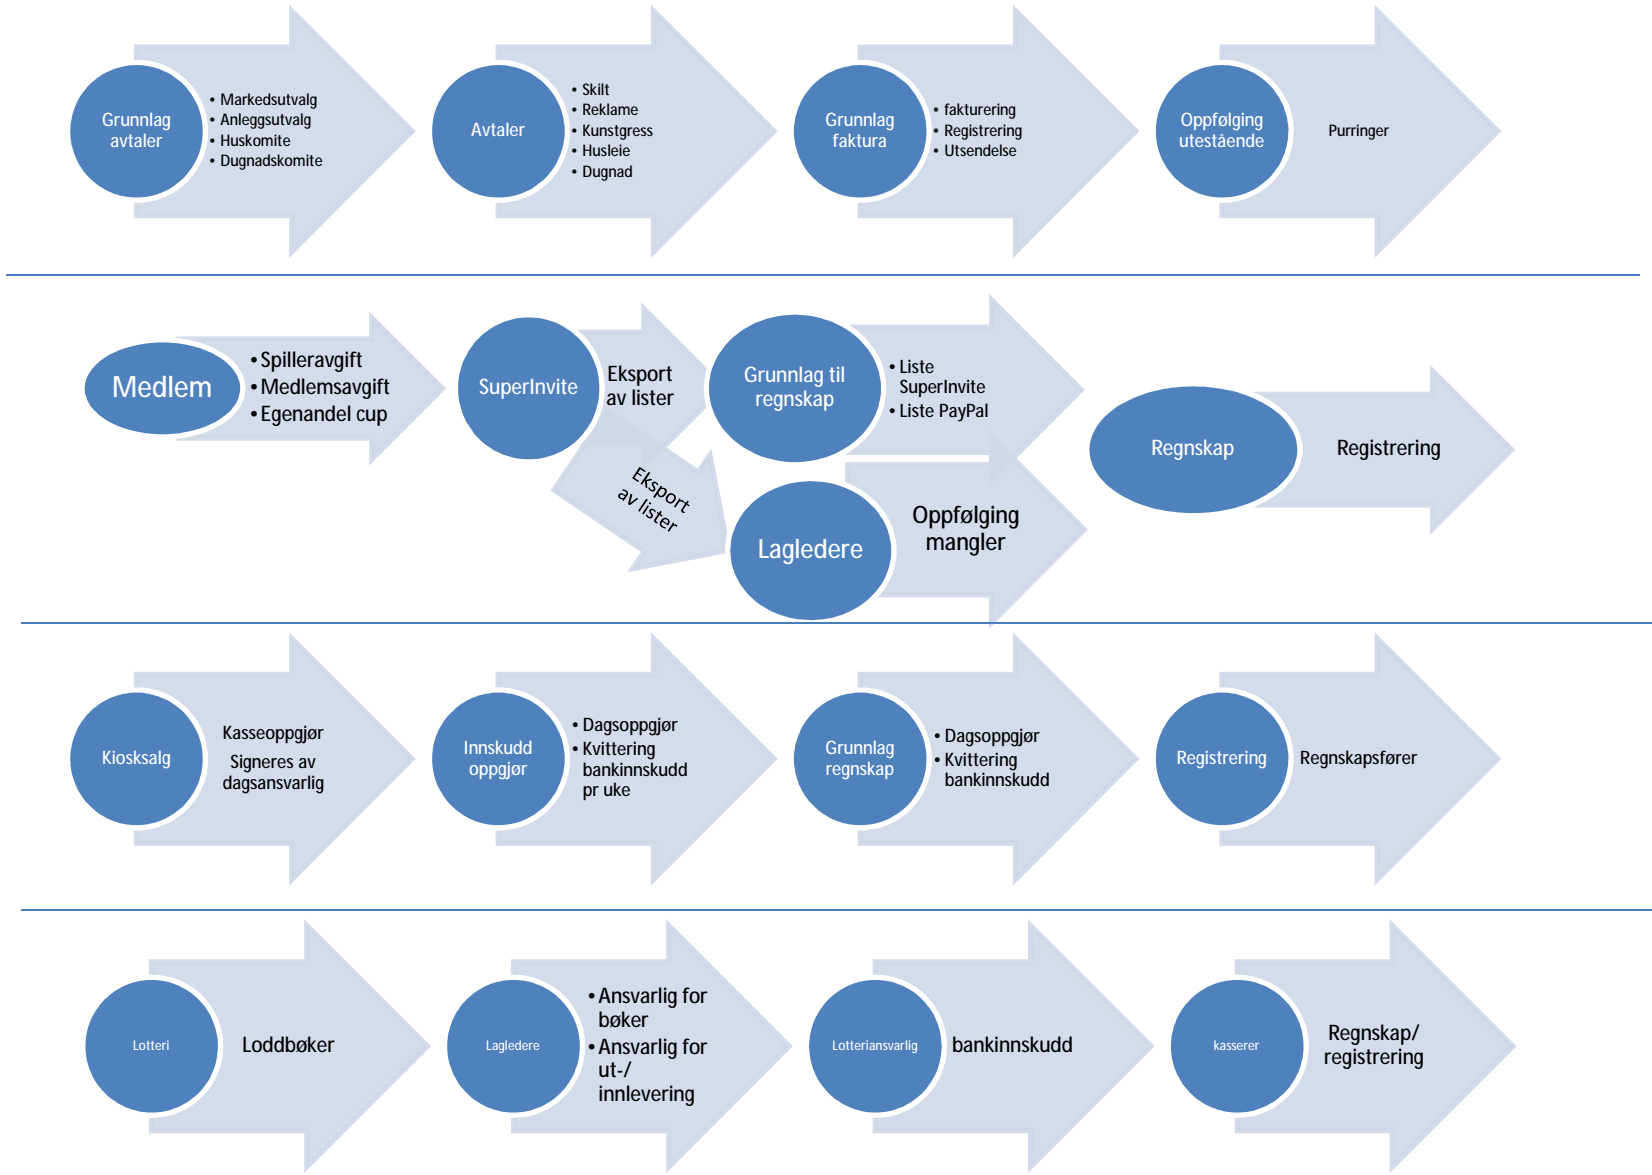 Grunnlag
avtaler
• Markedsutvalg
• Anleggsutvalg
• Huskomite
• Dugnadskomite
Avtaler
• Skilt
• Reklame
• Kunstgress
• Husleie
• Dugnad
Grunnlag
faktura
• fakturering
• Registrering
• Utsendelse
Oppfølging
utestående
Purringer
Medlem
• Spilleravgift
• Medlemsavgift
• Egenandel cup
SuperInvite
Eksport
av lister
Eksport
av lister
Grunnlag til
regnskap
• Liste
SuperInvite
• Liste PayPal
Lagledere
Oppfølging
mangler
Regnskap
Registrering
Kiosksalg
Kasseoppgjør
Signeres av
dagsansvarlig
Innskudd
oppgjør
• Dagsoppgjør
• Kvittering
bankinnskudd
pr uke
Grunnlag
regnskap
• Dagsoppgjør
• Kvittering
bankinnskudd
Registrering
Regnskapsfører
Lotteri
Loddbøker
Lagledere
• Ansvarlig for
bøker
• Ansvarlig for
ut-/
innlevering
Lotteriansvarlig
bankinnskudd
kasserer
Regnskap/
registrering